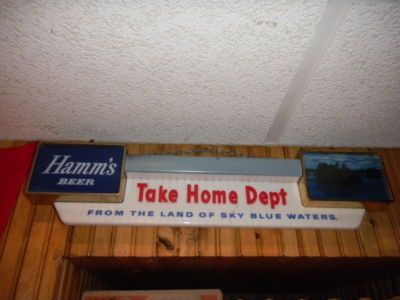 Hamm's
BEER
Take Home Dept
FROM THE LAND OF SKY BLUE WATERS.